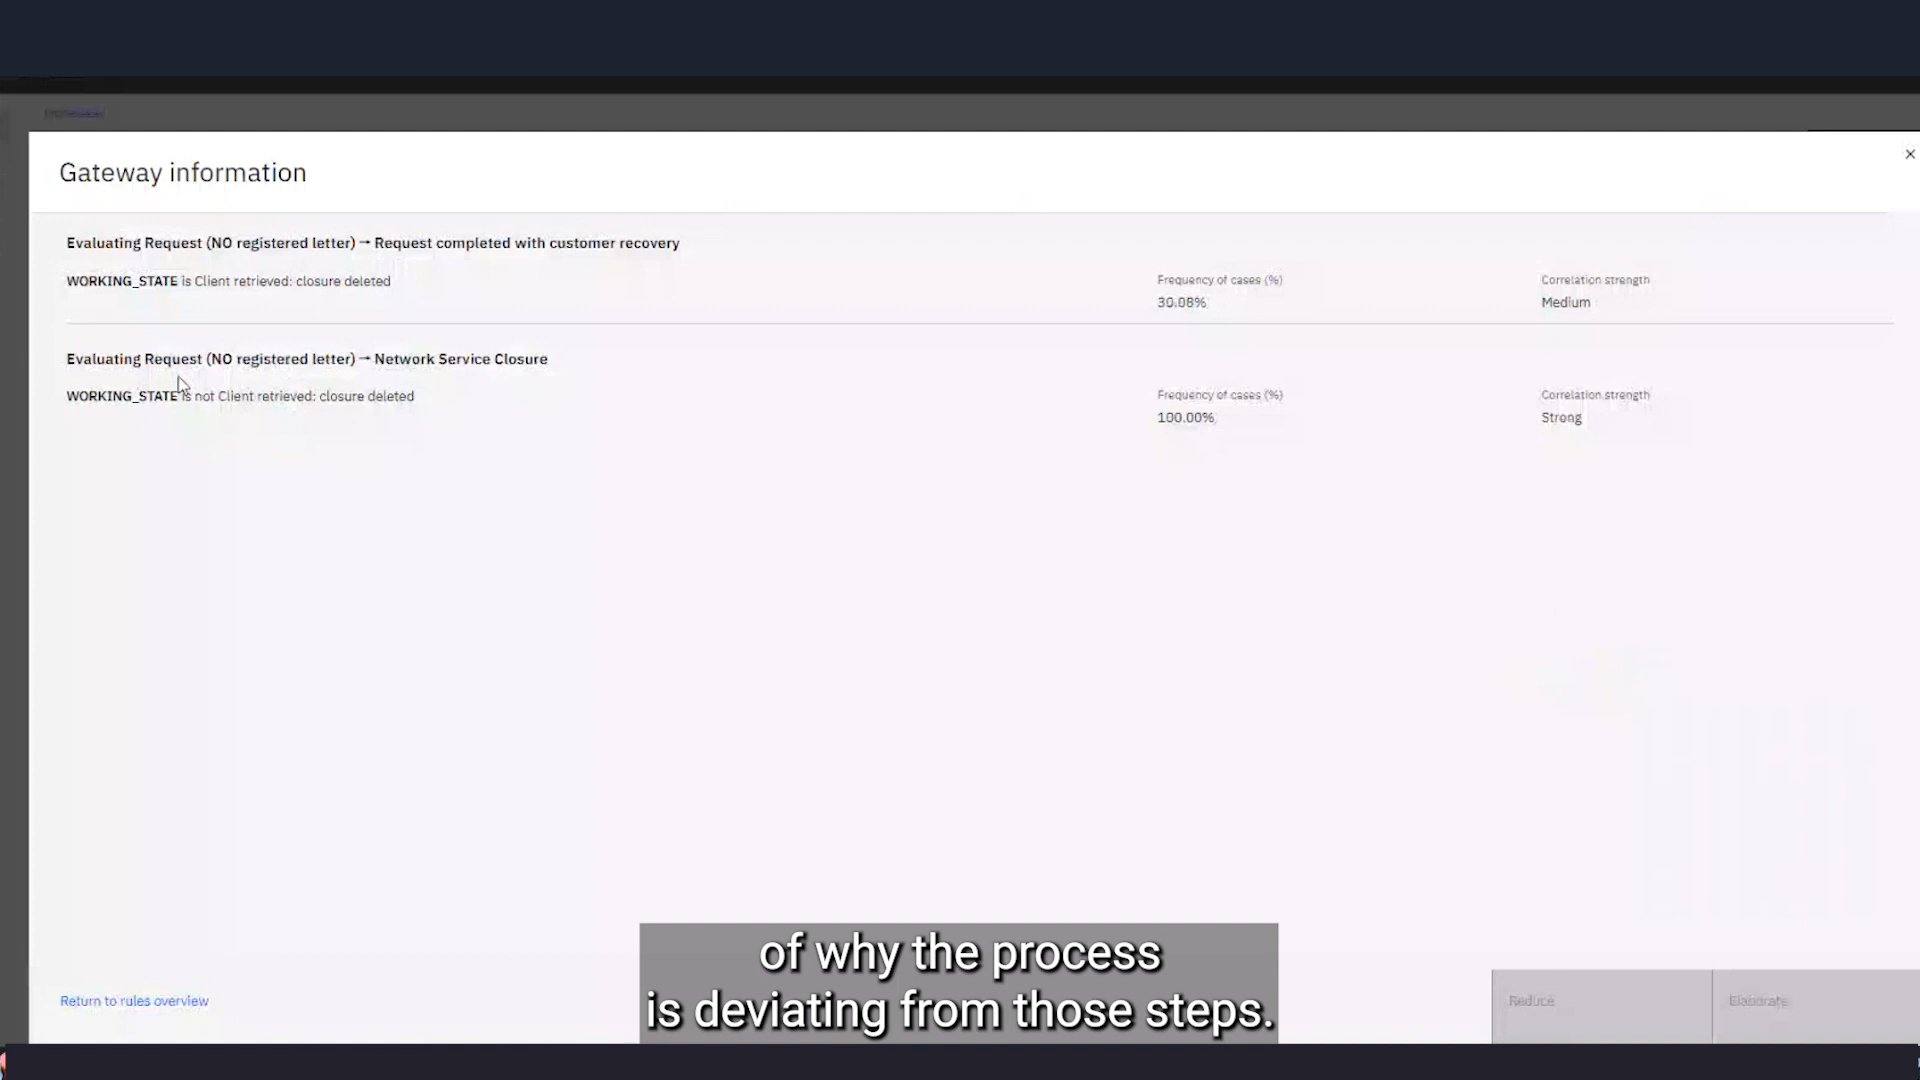 Gateway information
Evaluating Request (NO registered letter) → Request completed with customer recovery
WORKING_STATE is Client retrieved: closure deleted
Frequency of cases (%)
30.08%
Correlation strength
Medium
Evaluating Request (NO registered letter) → Network Service Closure
WORKING_STATE is not Client retrieved: closure deleted
Frequency of cases (%)
100.00%
Correlation strength
Strong
of why the process
is deviating from those steps.
Return to rules overview
Reduce
Elaborate